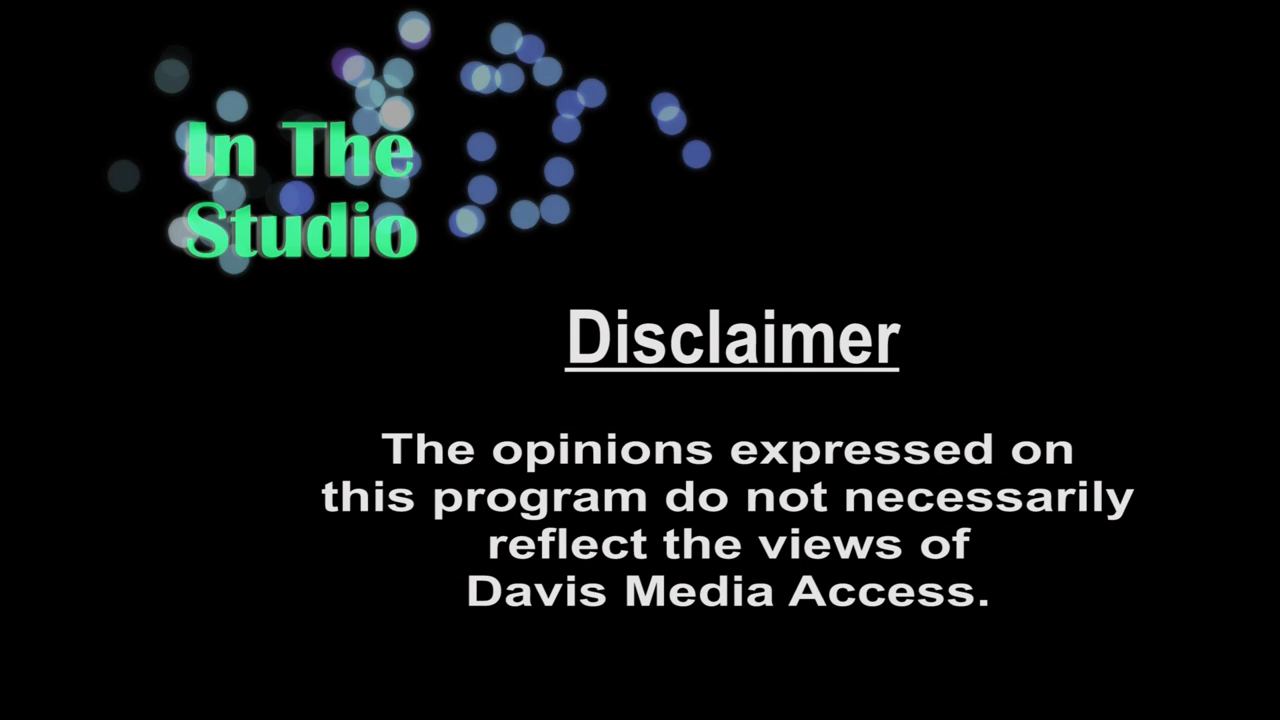 In The
Studio
Disclaimer
The opinions expressed on
this program do not necessarily
reflect the views of
Davis Media Access.